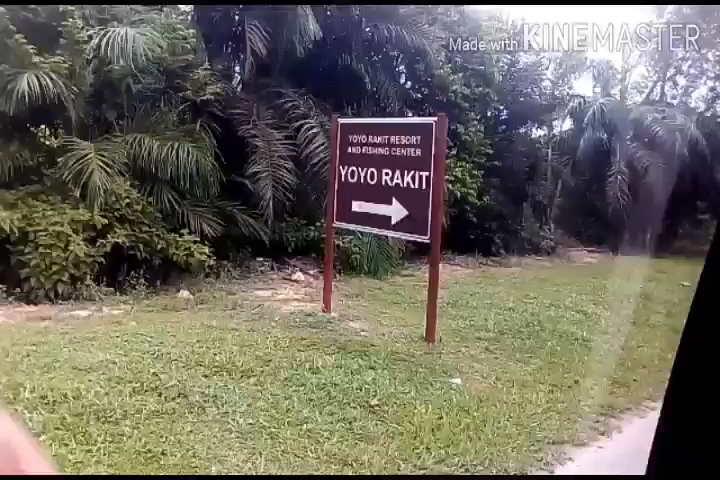 Made with KINEMASTER
YOYO RAKIT RESORT
AND FISHING CENTER
YOYO RAKIT